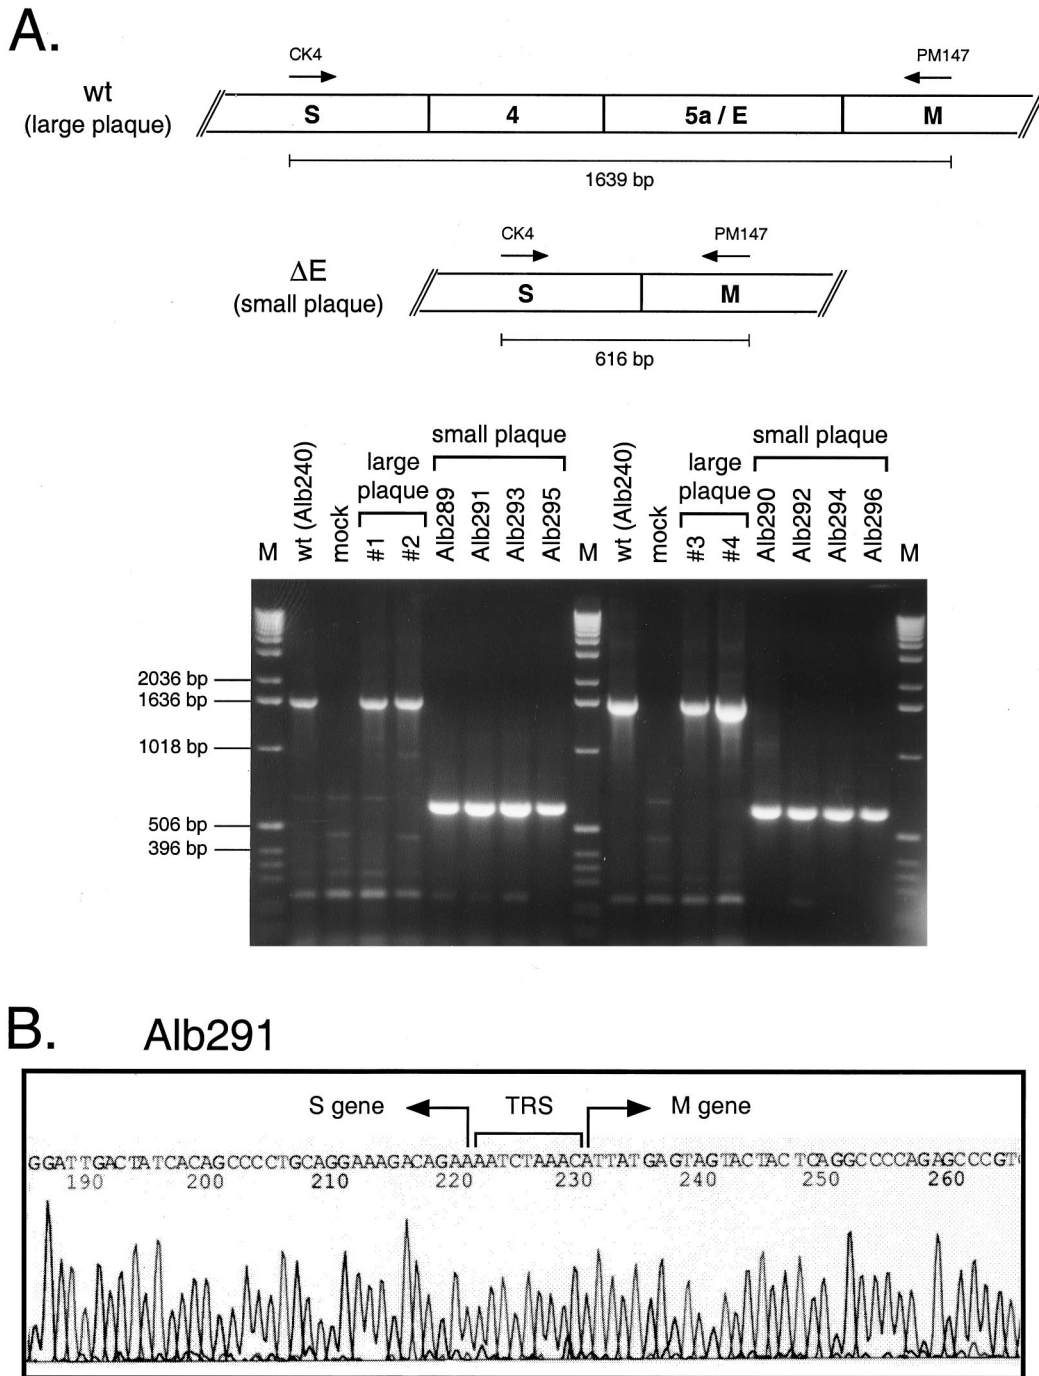 A.
CK4 PM147
wt
(large plaque)
S 4 5a / E M
1639 bp
CK4 PM147
ΔE
(small plaque)
S M
616 bp
small plaque small plaque
large plaque large plaque
M wt (Alb240) mock #1 #2 Alb289 Alb291 Alb293 Alb295 M wt (Alb240) mock #3 #4 Alb290 Alb292 Alb294 Alb296 M
2036 bp
1636 bp
1018 bp
506 bp
396 bp
B. Alb291
S gene TRS M gene
GGATTGACTATCACAGCCCCTGCAGGAAAGACAGAAAATCTAAACATTATGAGTAGTACTACTCAGGCCCCAGAGCCCGT
190 200 210 220 230 240 250 260